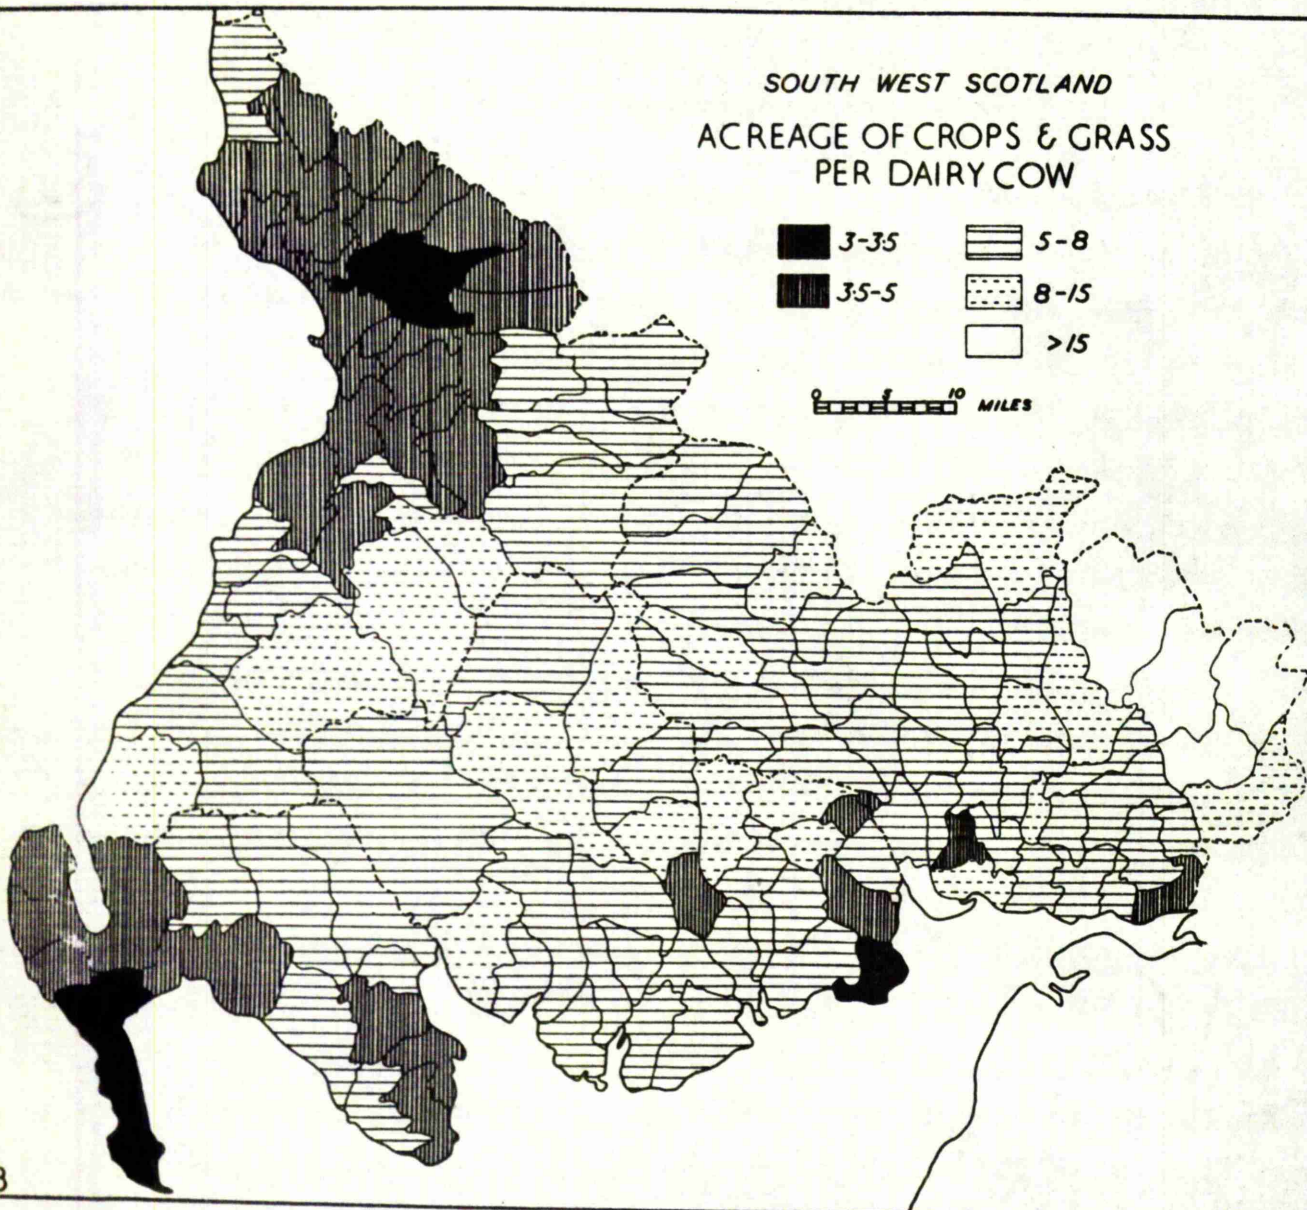 SOUTH WEST SCOTLAND
ACREAGE OF CROPS & GRASS
PER DAIRY COW
3-3·5
3·5-5
5-8
8-15
>15
0 5 10 MILES